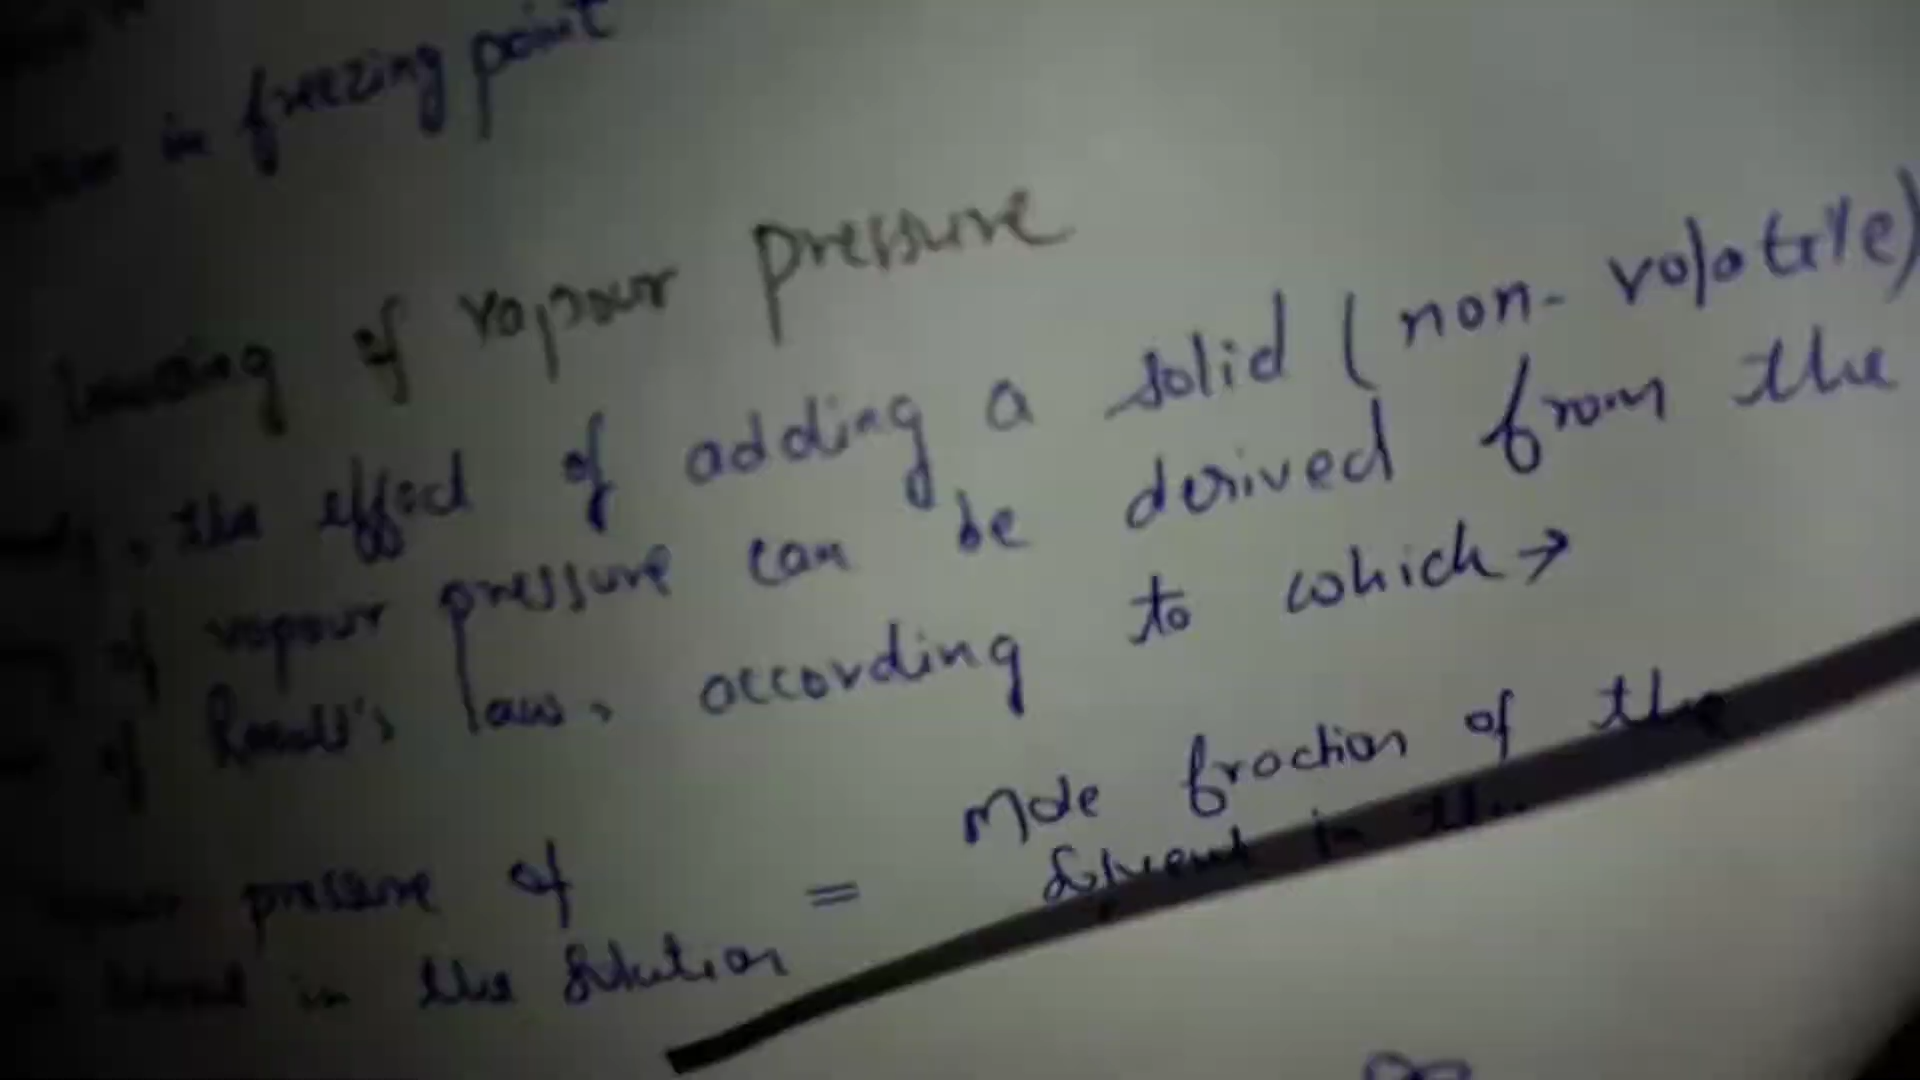 in freezing point
lowering of vapour pressure
the effect of adding a solid (non-volatile)
of vapour pressure can be derived from the
of Raoult's law, according to which →
Mole fraction of the
pressure of = Solvent in the
in the Solution